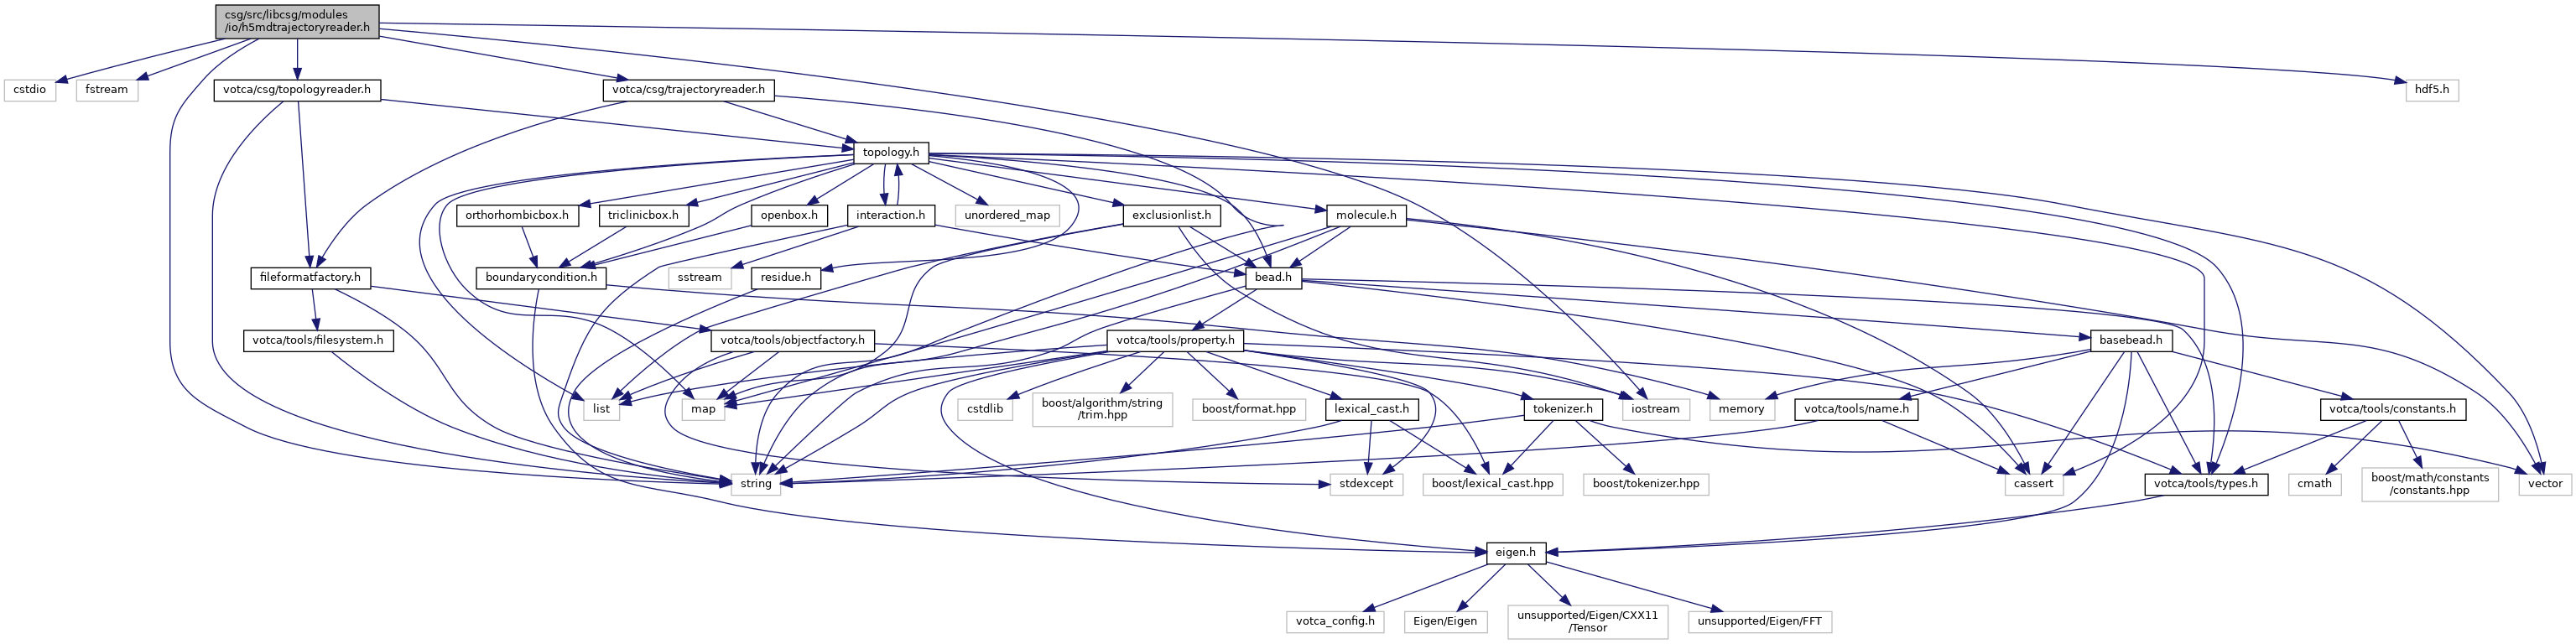 csg/src/libcsg/modules
/io/h5mdtrajectoryreader.h
cstdio
fstream
votca/csg/topologyreader.h
votca/csg/trajectoryreader.h
hdf5.h
topology.h
orthorhombicbox.h
triclinicbox.h
openbox.h
interaction.h
unordered_map
exclusionlist.h
molecule.h
fileformatfactory.h
boundarycondition.h
sstream
residue.h
bead.h
votca/tools/filesystem.h
votca/tools/objectfactory.h
votca/tools/property.h
basebead.h
list
map
cstdlib
boost/algorithm/string
/trim.hpp
boost/format.hpp
lexical_cast.h
tokenizer.h
iostream
memory
votca/tools/name.h
votca/tools/constants.h
string
stdexcept
boost/lexical_cast.hpp
boost/tokenizer.hpp
cassert
votca/tools/types.h
cmath
boost/math/constants
/constants.hpp
vector
eigen.h
votca_config.h
Eigen/Eigen
unsupported/Eigen/CXX11
/Tensor
unsupported/Eigen/FFT